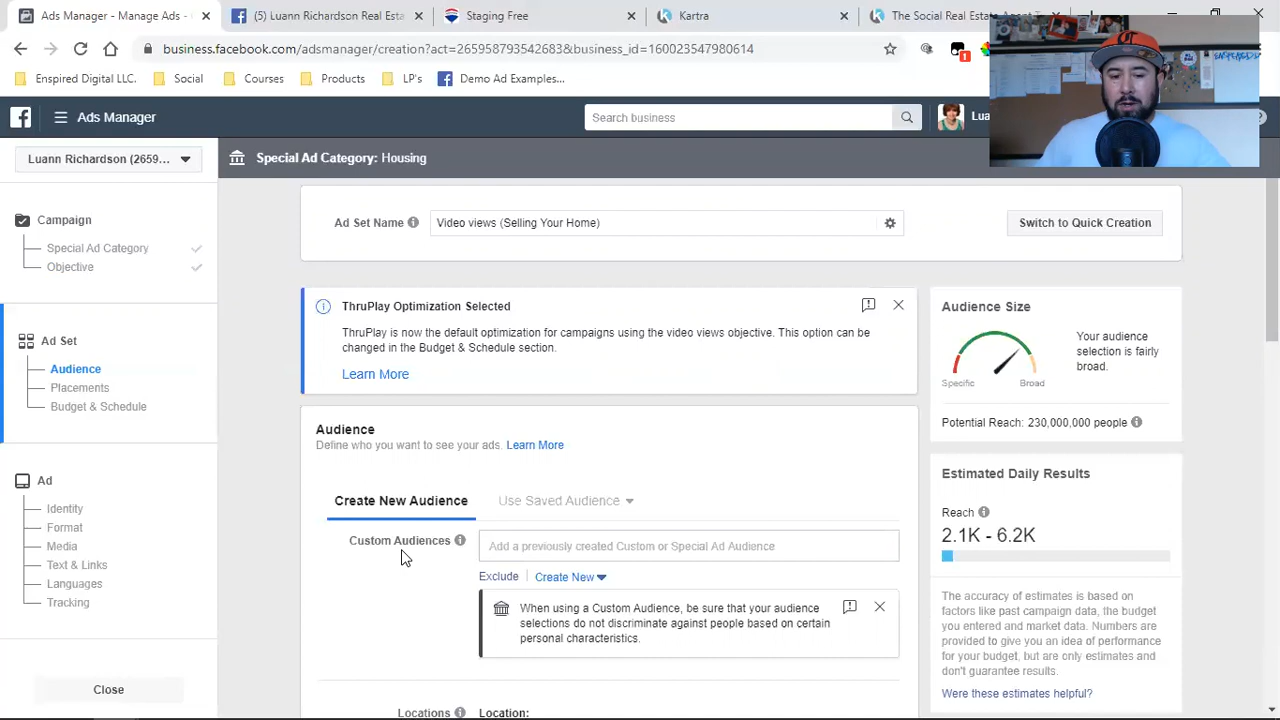 Ads Manager - Manage Ads - C
(5) Luann Richardson Real Esta
Staging Free
Kartra
The Social Real Estate Agent T
business.facebook.com/adsmanager/creation?act=265958793542683&business_id=160023547980614
Enspired Digital LLC.
Social
Courses
Products
LP's
Demo Ad Examples...
Ads Manager
Search business
Lua
Luann Richardson (2659...
Special Ad Category: Housing
Campaign
Special Ad Category
Objective
Ad Set
Audience
Placements
Budget & Schedule
Ad
Identity
Format
Media
Text & Links
Languages
Tracking
Close
Ad Set Name
Video views (Selling Your Home)
Switch to Quick Creation
ThruPlay Optimization Selected
ThruPlay is now the default optimization for campaigns using the video views objective. This option can be
changed in the Budget & Schedule section.
Learn More
Audience
Define who you want to see your ads. Learn More
Create New Audience
Use Saved Audience
Custom Audiences
Add a previously created Custom or Special Ad Audience
Exclude
Create New
When using a Custom Audience, be sure that your audience
selections do not discriminate against people based on certain
personal characteristics.
Locations
Location:
Audience Size
Specific
Broad
Your audience
selection is fairly
broad.
Potential Reach: 230,000,000 people
Estimated Daily Results
Reach
2.1K - 6.2K
The accuracy of estimates is based on
factors like past campaign data, the budget
you entered and market data. Numbers are
provided to give you an idea of performance
for your budget, but are only estimates and
don't guarantee results.
Were these estimates helpful?